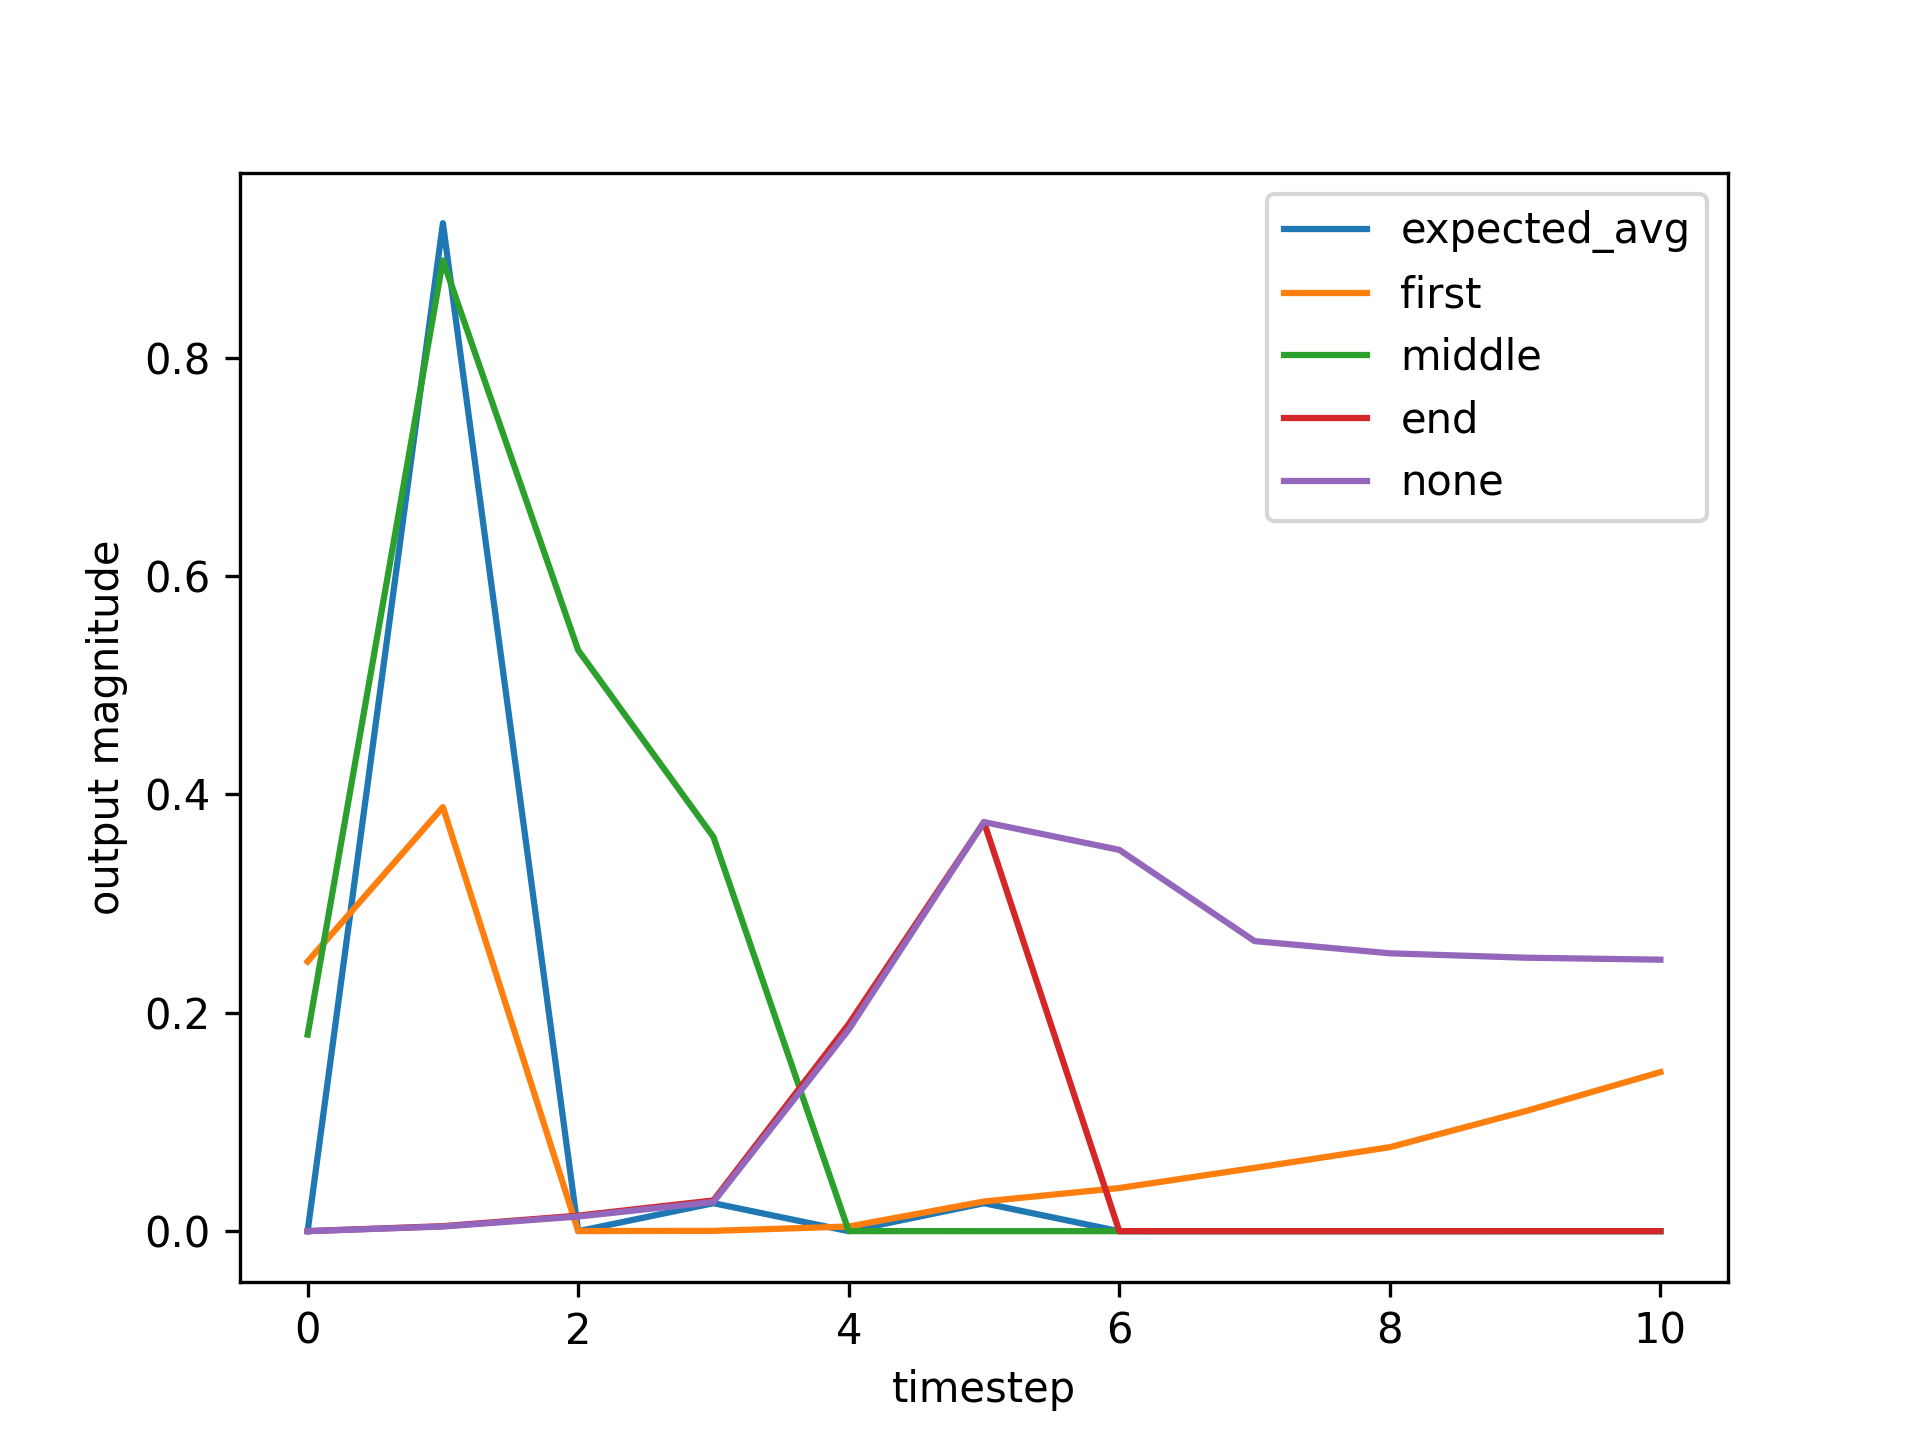 expected_avg
first
middle
end
none
output magnitude
0.8
0.6
0.4
0.2
0.0
0 2 4 6 8 10
timestep